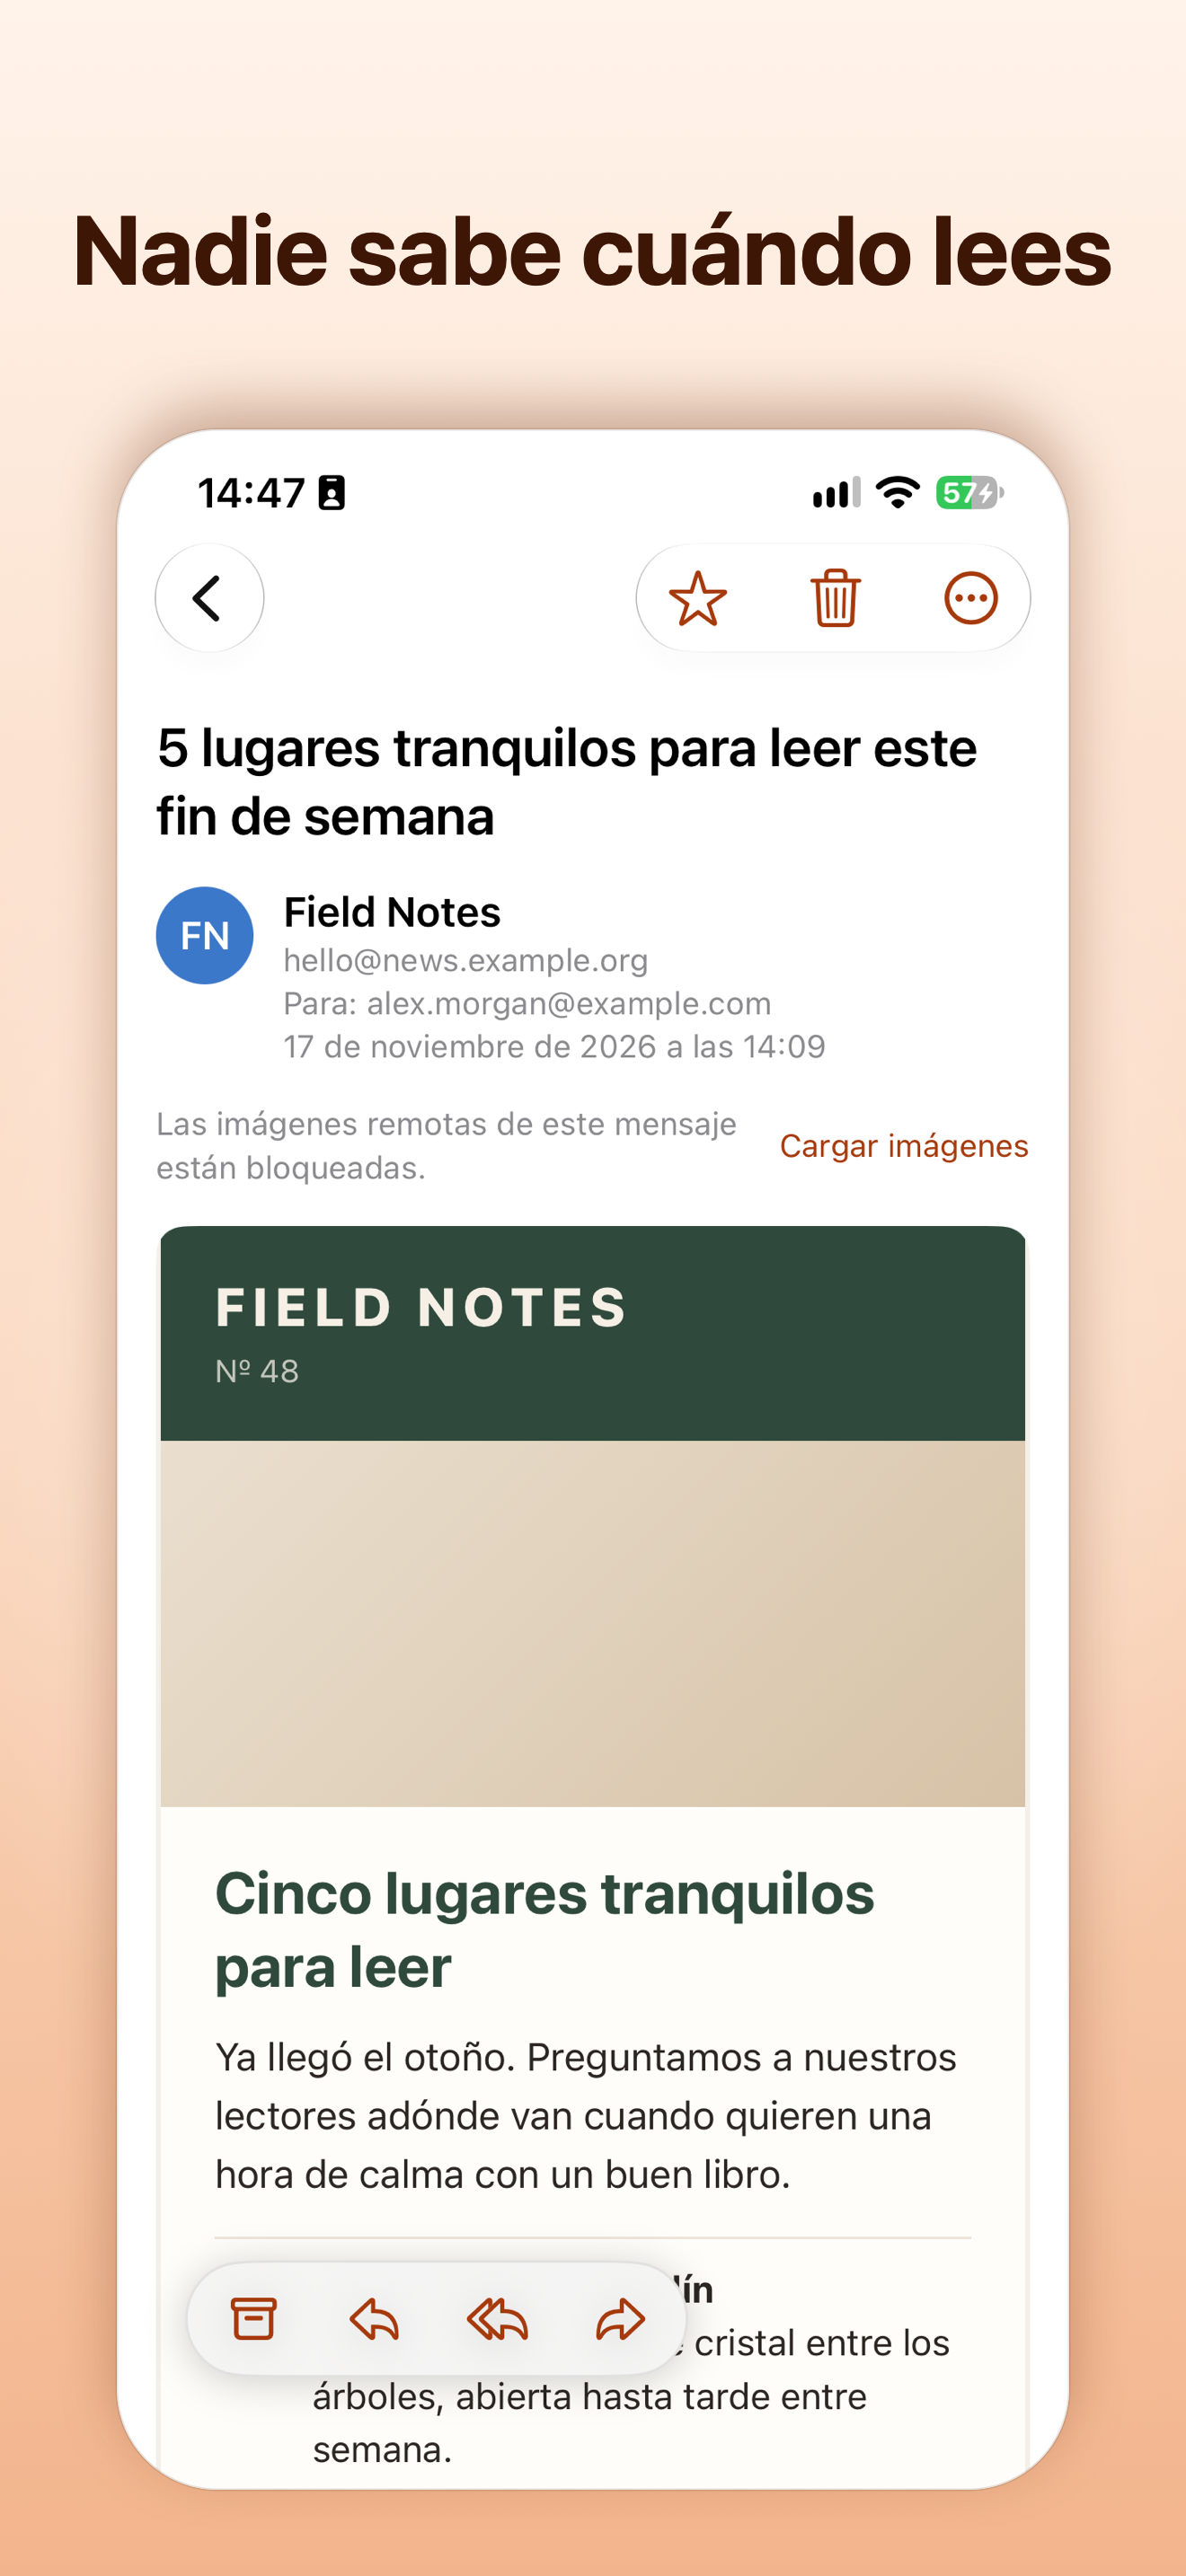 Nadie sabe cuándo lees
14:47
57
5 lugares tranquilos para leer este
fin de semana
FN
Field Notes
hello@news.example.org
Para: alex.morgan@example.com
17 de noviembre de 2026 a las 14:09
Las imágenes remotas de este mensaje
están bloqueadas.
Cargar imágenes
FIELD NOTES
Nº 48
Cinco lugares tranquilos
para leer
Ya llegó el otoño. Preguntamos a nuestros
lectores adónde van cuando quieren una
hora de calma con un buen libro.
cristal entre los
árboles, abierta hasta tarde entre
semana.